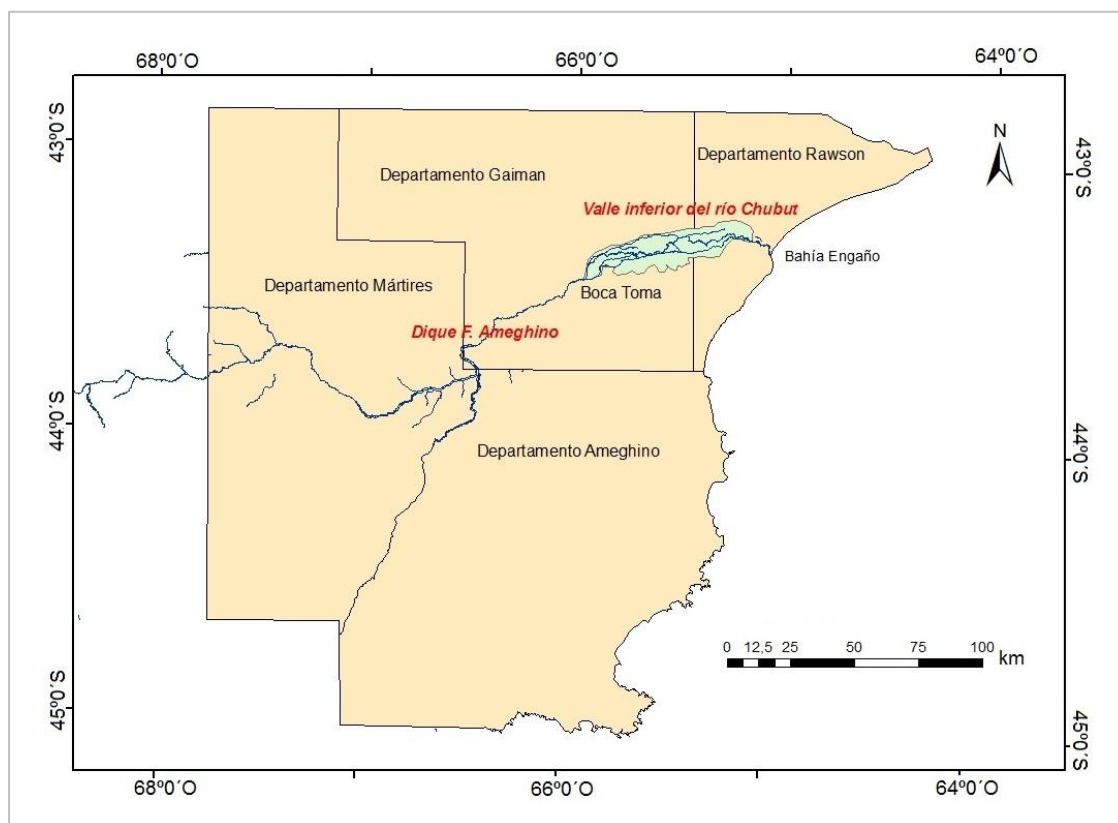 68º0´O
66º0´O
64º0´O
43º0´S
43º0´S
N
Departamento Rawson
Departamento Gaiman
Valle inferior del río Chubut
Bahía Engaño
Departamento Mártires
Boca Toma
Dique F. Ameghino
44º0´S
44º0´S
Departamento Ameghino
0 12,5 25 50 75 100
km
45º0´S
45º0´S
68º0´O
66º0´O
64º0´O